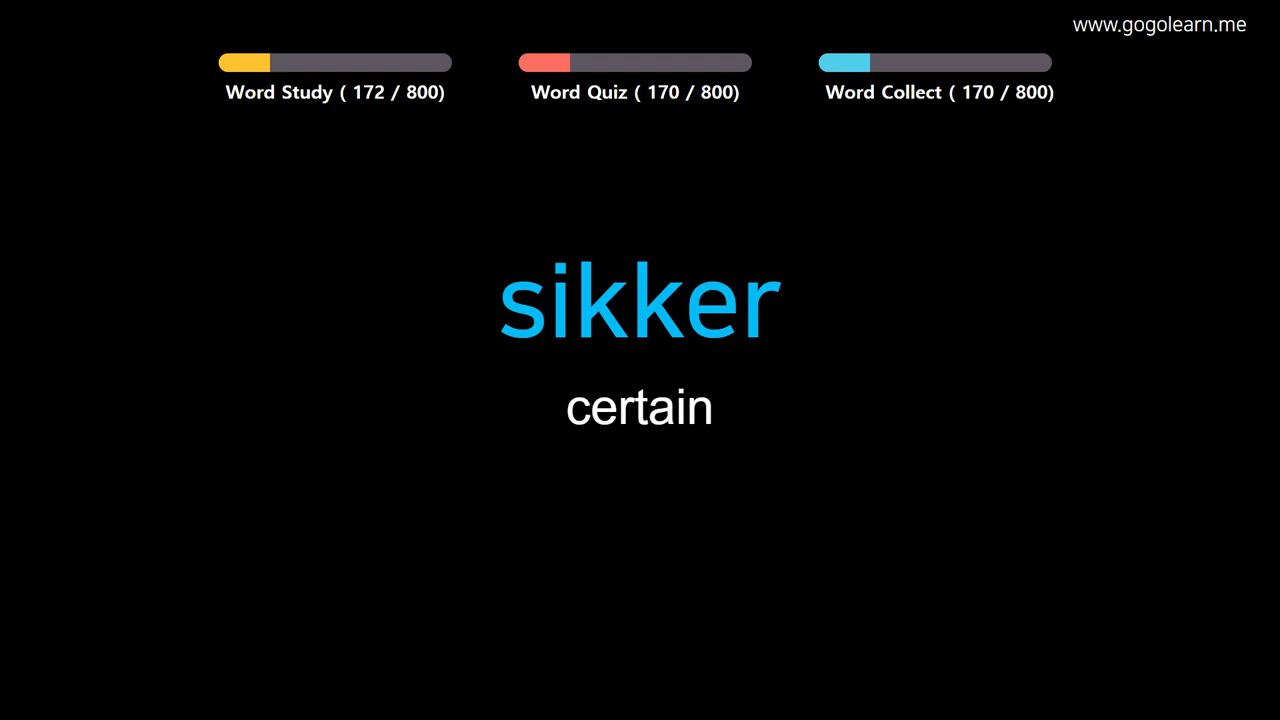 www.gogolearn.me
Word Study ( 172 / 800)
Word Quiz ( 170 / 800)
Word Collect ( 170 / 800)
sikker
certain